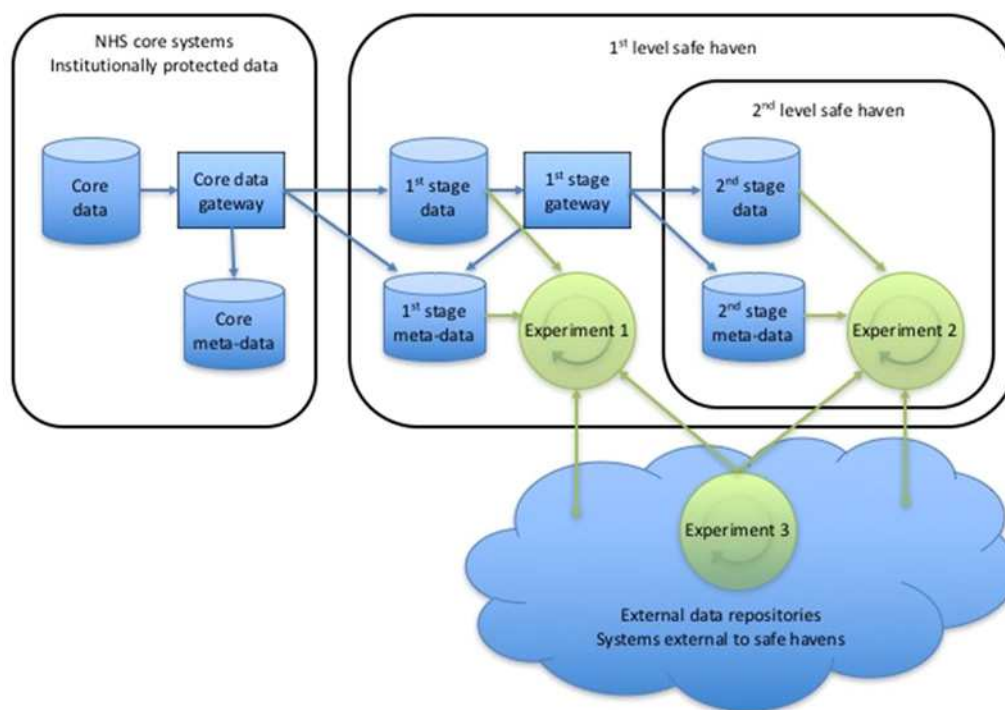 NHS core systems
Institutionally protected data
1st level safe haven
2nd level safe haven
Core
data
Core data
gateway
1st stage
data
1st stage
gateway
2nd stage
data
Core
meta-data
1st stage
meta-data
Experiment 1
2nd stage
meta-data
Experiment 2
Experiment 3
External data repositories
Systems external to safe havens